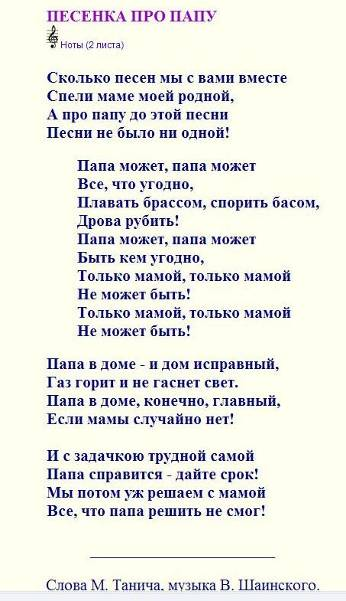 ПЕСЕНКА ПРО ПАПУ
Ноты (2 листа)
Сколько песен мы с вами вместе
Спели маме моей родной,
А про папу до этой песни
Песни не было ни одной!
Папа может, папа может
Все, что угодно,
Плавать брассом, спорить басом,
Дрова рубить!
Папа может, папа может
Быть кем угодно,
Только мамой, только мамой
Не может быть!
Только мамой, только мамой
Не может быть!
Папа в доме - и дом исправный,
Газ горит и не гаснет свет.
Папа в доме, конечно, главный,
Если мамы случайно нет!
И с задачкою трудной самой
Папа справится - дайте срок!
Мы потом уж решаем с мамой
Все, что папа решить не смог!
Слова М. Танича, музыка В. Шаинского.